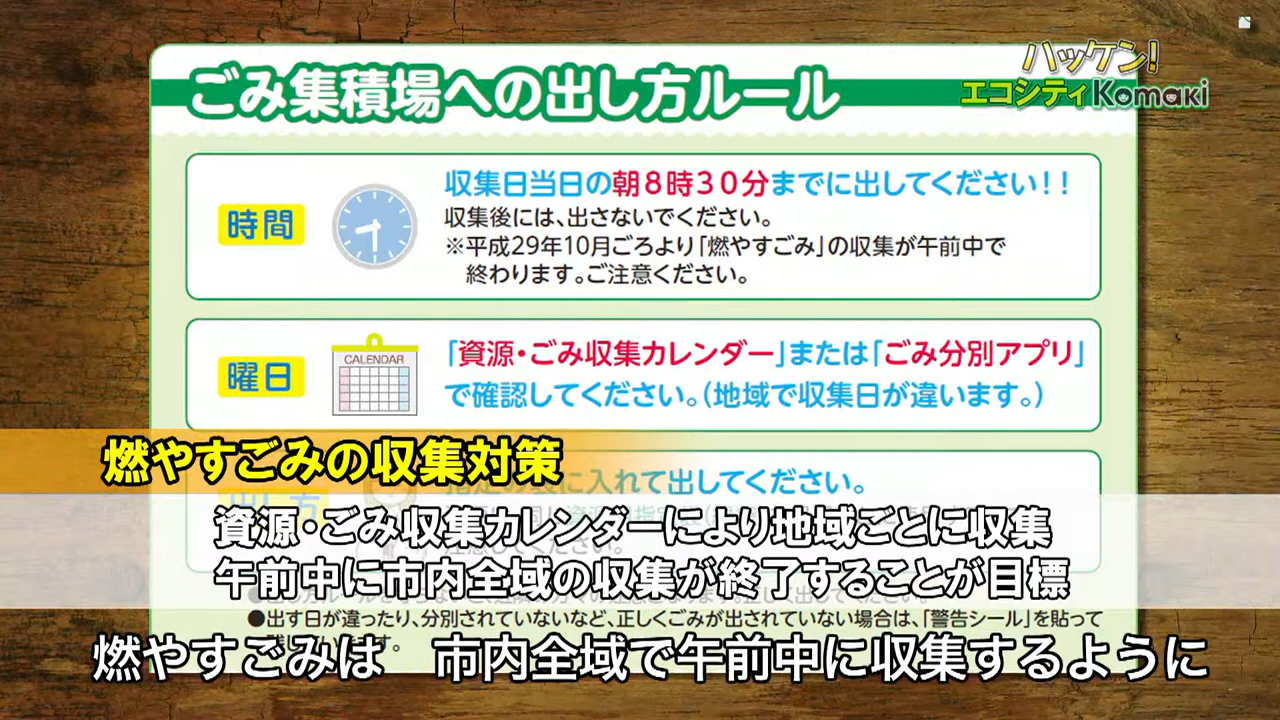 ハッケン!
エコシティKomaki
ごみ集積場への出し方ルール
時間
収集日当日の朝8時30分までに出してください!!
収集後には、出さないでください。
※平成29年10月ごろより「燃やすごみ」の収集が午前中で
終わります。ご注意ください。
曜日
CALENDAR
「資源・ごみ収集カレンダー」または「ごみ分別アプリ」
で確認してください。(地域で収集日が違います。)
燃やすごみの収集対策
に入れて出してください。
資源・ごみ収集カレンダーにより地域ごとに収集
午前中に市内全域の収集が終了することが目標
●出す日が違ったり、分別されていないなど、正しくごみが出されていない場合は、「警告シール」を貼って
燃やすごみは 市内全域で午前中に収集するように